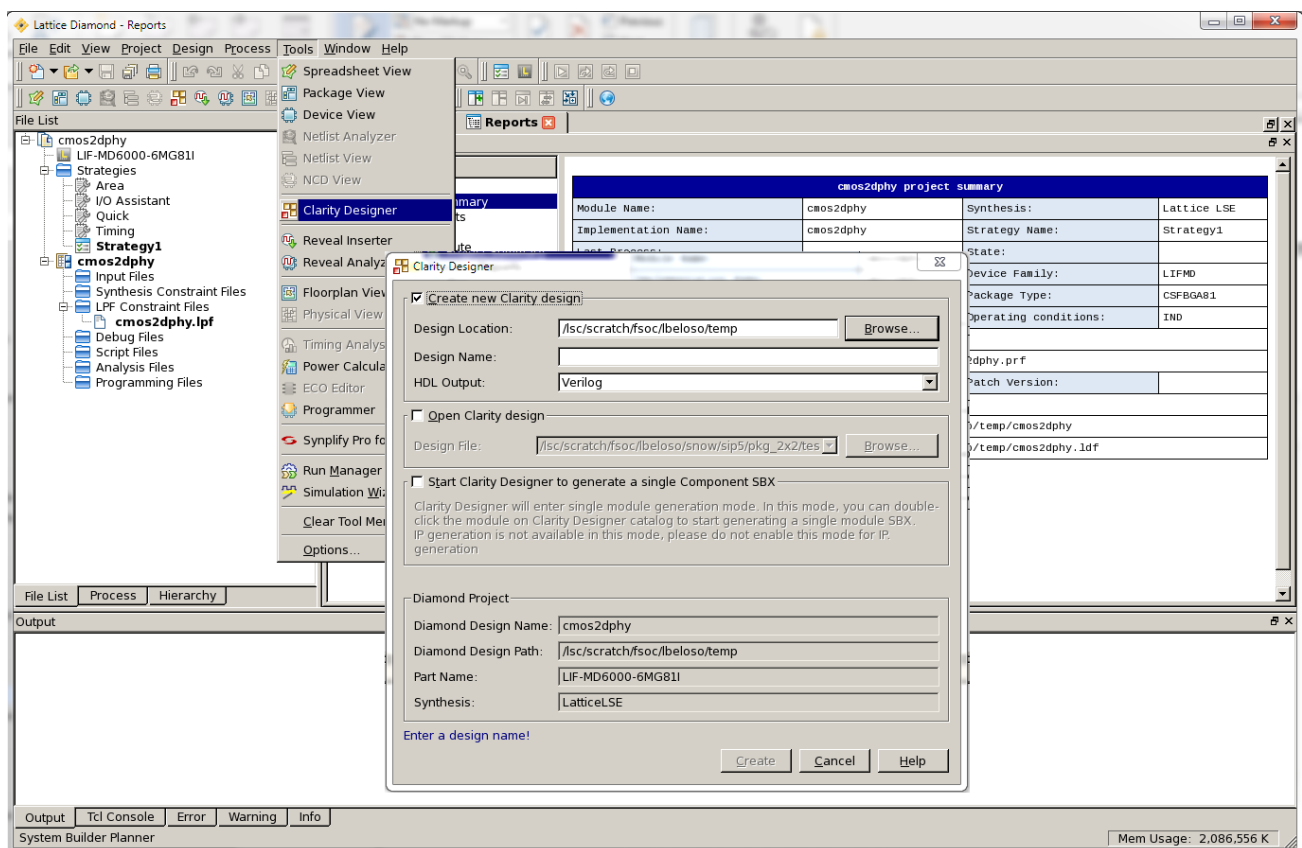 Lattice Diamond - Reports
File Edit View Project Design Process Tools Window Help
Spreadsheet View
Package View
Device View
Netlist Analyzer
Netlist View
NCD View
Clarity Designer
Reveal Inserter
Reveal Analyz
Floorplan View
Physical View
Timing Analys
Power Calcula
ECO Editor
Programmer
Synplify Pro fo
Run Manager
Simulation Wiz
Clear Tool Mer
Options...
File List
cmos2dphy
LIF-MD6000-6MG81I
Strategies
Area
I/O Assistant
Quick
Timing
Strategy1
cmos2dphy
Input Files
Synthesis Constraint Files
LPF Constraint Files
cmos2dphy.lpf
Debug Files
Script Files
Analysis Files
Programming Files
File List Process Hierarchy
Reports
cmos2dphy project summary
Module Name: cmos2dphy Synthesis: Lattice LSE
Implementation Name: cmos2dphy Strategy Name: Strategy1
Last Process: State:
Device Family: LIFMD
Package Type: CSFBGA81
Operating conditions: IND
2dphy.prf
Patch Version:
/temp/cmos2dphy
/temp/cmos2dphy.ldf
Clarity Designer
Create new Clarity design
Design Location: /lsc/scratch/fsoc/lbeloso/temp Browse...
Design Name:
HDL Output: Verilog
Open Clarity design
Design File: /lsc/scratch/fsoc/lbeloso/snow/sip5/pkg_2x2/tes Browse...
Start Clarity Designer to generate a single Component SBX
Clarity Designer will enter single module generation mode. In this mode, you can double-
click the module on Clarity Designer catalog to start generating a single module SBX.
IP generation is not available in this mode, please do not enable this mode for IP.
generation
Diamond Project
Diamond Design Name: cmos2dphy
Diamond Design Path: /lsc/scratch/fsoc/lbeloso/temp
Part Name: LIF-MD6000-6MG81I
Synthesis: LatticeLSE
Enter a design name!
Create Cancel Help
Output
Output Tcl Console Error Warning Info
System Builder Planner
Mem Usage: 2,086,556 K